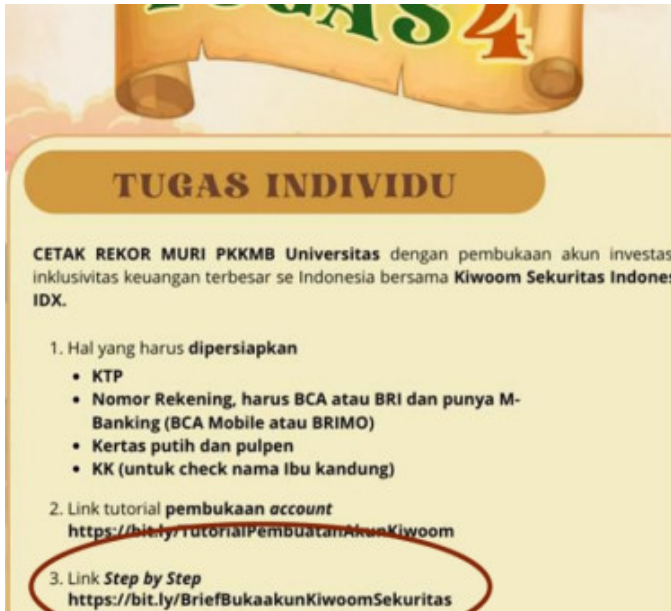 TUGAS 4
TUGAS INDIVIDU
CETAK REKOR MURI PKKMB Universitas dengan pembukaan akun investas
inklusivitas keuangan terbesar se Indonesia bersama Kiwoom Sekuritas Indones
IDX.
1. Hal yang harus dipersiapkan
• KTP
• Nomor Rekening, harus BCA atau BRI dan punya M-
Banking (BCA Mobile atau BRIMO)
• Kertas putih dan pulpen
• KK (untuk check nama Ibu kandung)
2. Link tutorial pembukaan account
https://bit.ly/TutorialPembuatanAkunKiwoom
3. Link Step by Step
https://bit.ly/BriefBukaakunKiwoomSekuritas